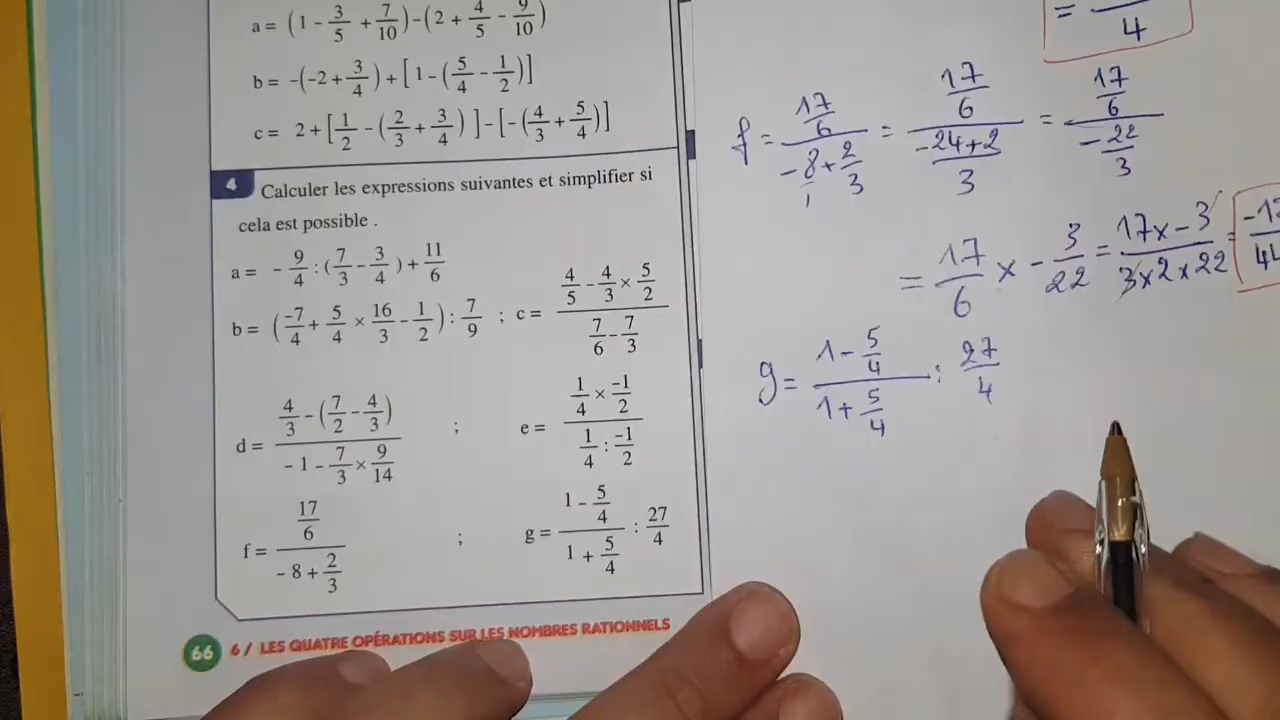 a = (1 - 3/5 + 7/10) - (2 + 4/5 - 9/10)
b = -(-2 + 3/4) + [1 - (5/4 - 1/2)]
c = 2 + [1/2 - (2/3 + 3/4)] - [-(4/3 + 5/4)]
4 Calculer les expressions suivantes et simplifier si
cela est possible .
a = - 9/4 : (7/3 - 3/4) + 11/6
b = (-7/4 + 5/4 × 16/3 - 1/2) : 7/9 ; c = (4/5 - 4/3 × 5/2)/(7/6 - 7/3)
d = (4/3 - (7/2 - 4/3))/(-1 - 7/3 × 9/14) ; e = (1/4 × -1/2)/(1/4 : -1/2)
f = (17/6)/(-8 + 2/3) ; g = (1 - 5/4)/(1 + 5/4) : 27/4
66 6 / LES QUATRE OPÉRATIONS SUR LES NOMBRES RATIONNELS
= /4
f = (17/6)/(-8/1 + 2/3) = (17/6)/((-24+2)/3) = (17/6)/(-22/3)
= 17/6 × - 3/22 = (17 × -3)/(3 × 2 × 22) =
g = (1 - 5/4)/(1 + 5/4) : 27/4